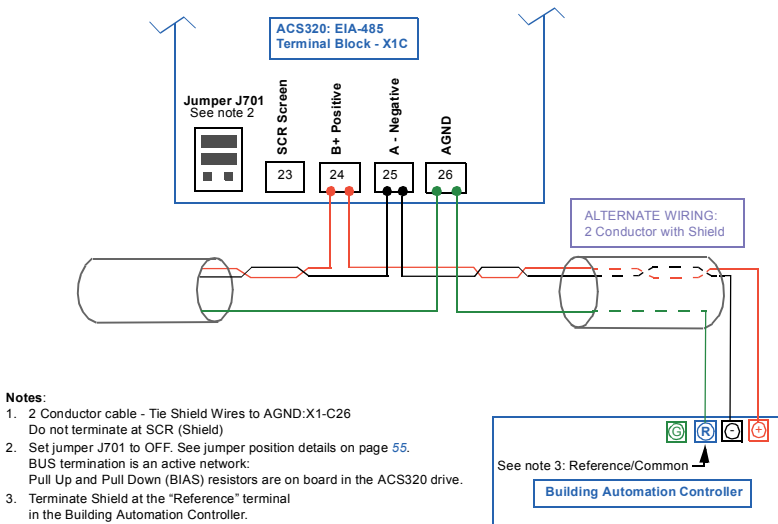 ACS320: EIA-485
Terminal Block - X1C
Jumper J701
See note 2
SCR Screen
B+ Positive
A - Negative
AGND
23
24
25
26
ALTERNATE WIRING:
2 Conductor with Shield
Notes:
1. 2 Conductor cable - Tie Shield Wires to AGND:X1-C26
Do not terminate at SCR (Shield)
2. Set jumper J701 to OFF. See jumper position details on page 55.
BUS termination is an active network:
Pull Up and Pull Down (BIAS) resistors are on board in the ACS320 drive.
3. Terminate Shield at the “Reference” terminal
in the Building Automation Controller.
G
R
-
+
See note 3: Reference/Common
Building Automation Controller